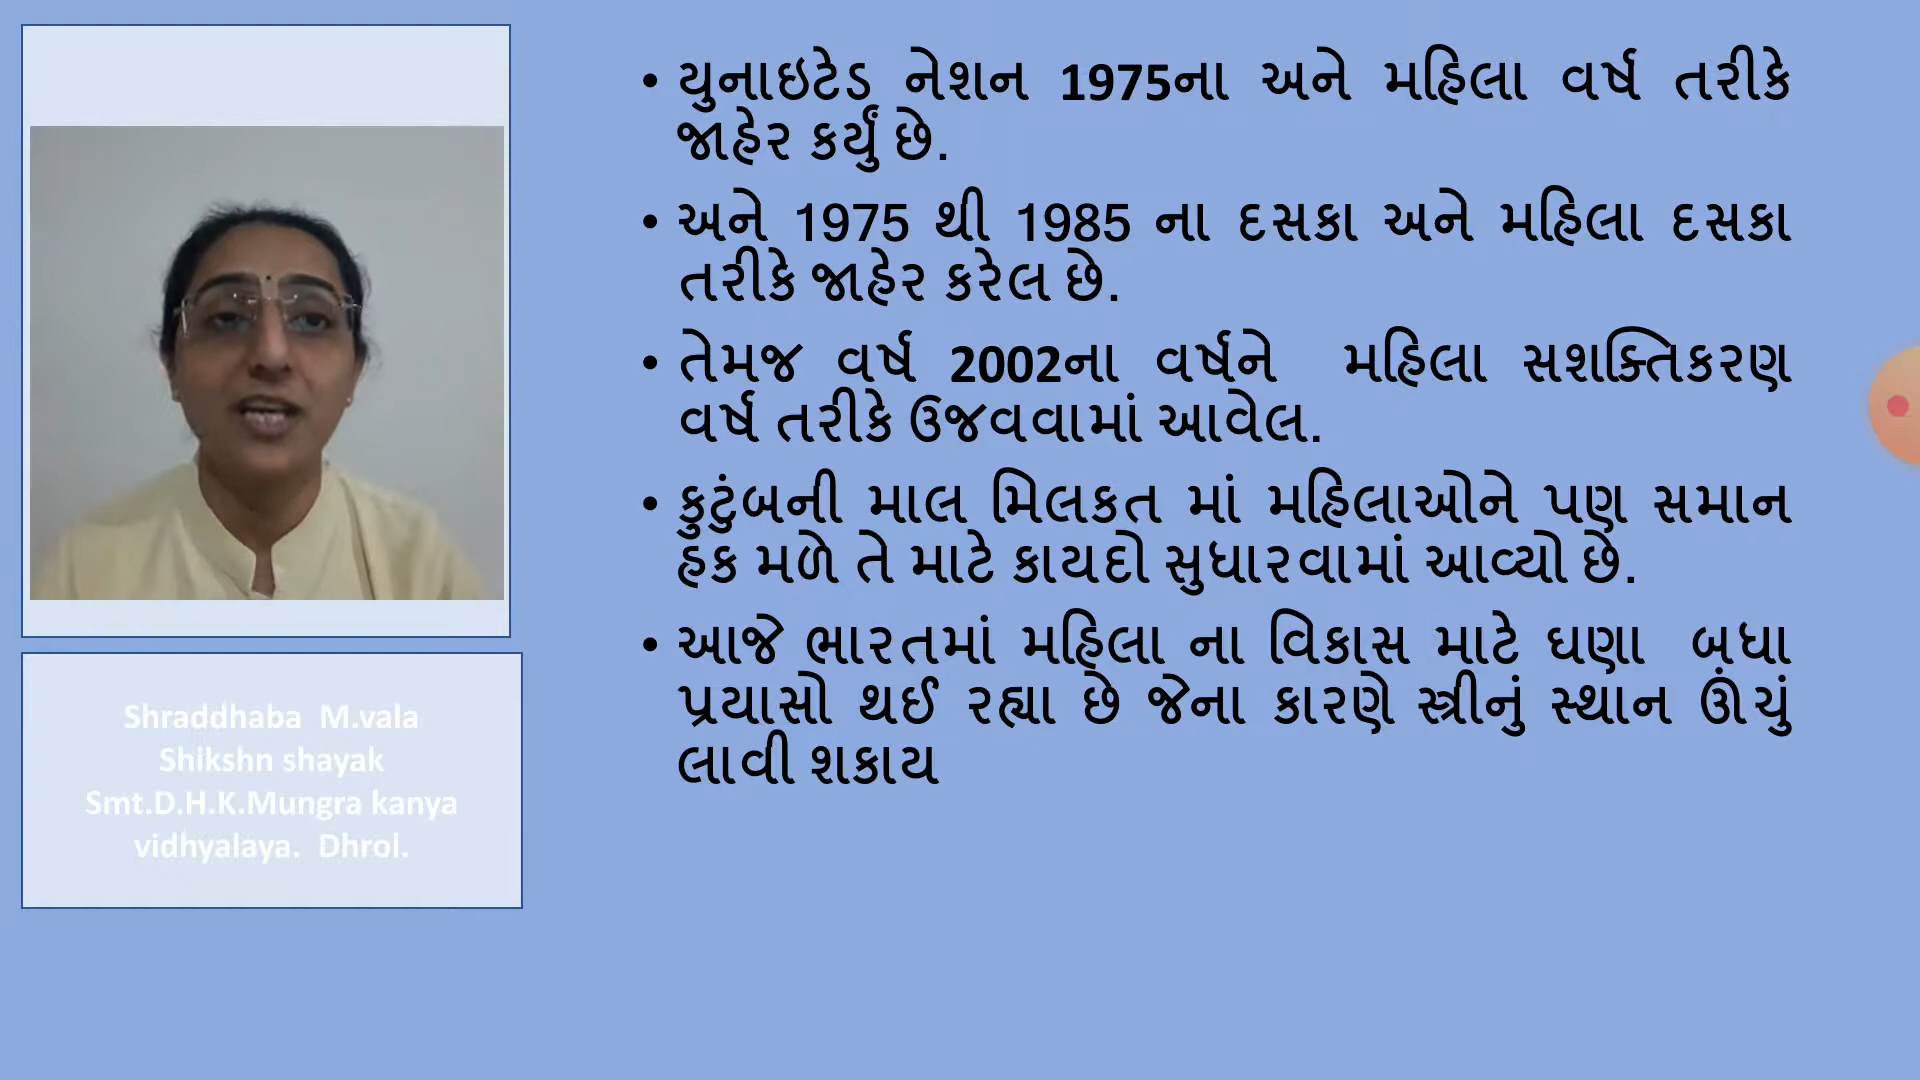 • યુનાઇટેડ નેશન 1975ના અને મહિલા વર્ષ તરીકે
જાહેર કર્યું છે.
• અને 1975 થી 1985 ના દસકા અને મહિલા દસકા
તરીકે જાહેર કરેલ છે.
• તેમજ વર્ષ 2002ના વર્ષને મહિલા સશક્તિકરણ
વર્ષ તરીકે ઉજવવામાં આવેલ.
• કુટુંબની માલ મિલકત માં મહિલાઓને પણ સમાન
હક મળે તે માટે કાયદો સુધારવામાં આવ્યો છે.
• આજે ભારતમાં મહિલા ના વિકાસ માટે ઘણા બંધા
પ્રયાસો થઈ રહ્યા છે જેના કારણે સ્ત્રીનું સ્થાન ઊચું
લાવી શકાય
Shraddhaba M.vala
Shikshn shayak
Smt.D.H.K.Mungra kanya
vidhyalaya. Dhrol.